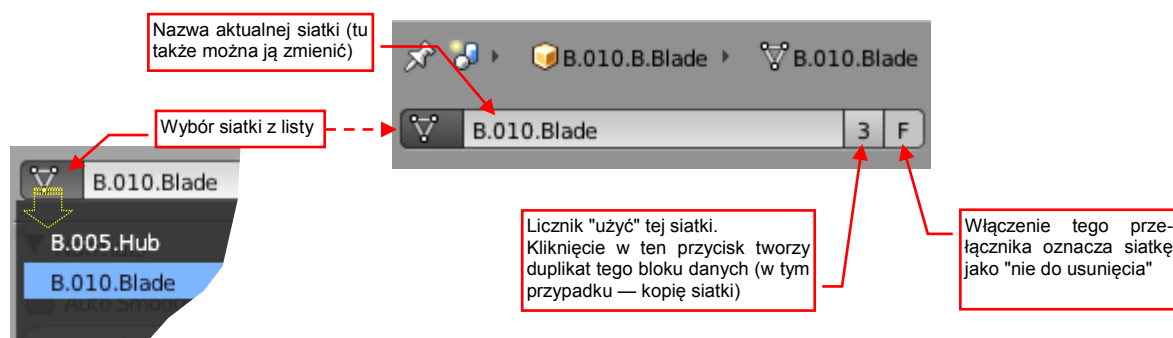 Nazwa aktualnej siatki (tu
także można ją zmienić)
B.010.B.Blade
B.010.Blade
Wybór siatki z listy
B.010.Blade
3
F
B.010.Blade
B.005.Hub
B.010.Blade
Auto Smoo
Licznik "użyć" tej siatki.
Kliknięcie w ten przycisk tworzy
duplikat tego bloku danych (w tym
przypadku — kopię siatki)
Włączenie tego prze-
łącznika oznacza siatkę
jako "nie do usunięcia"